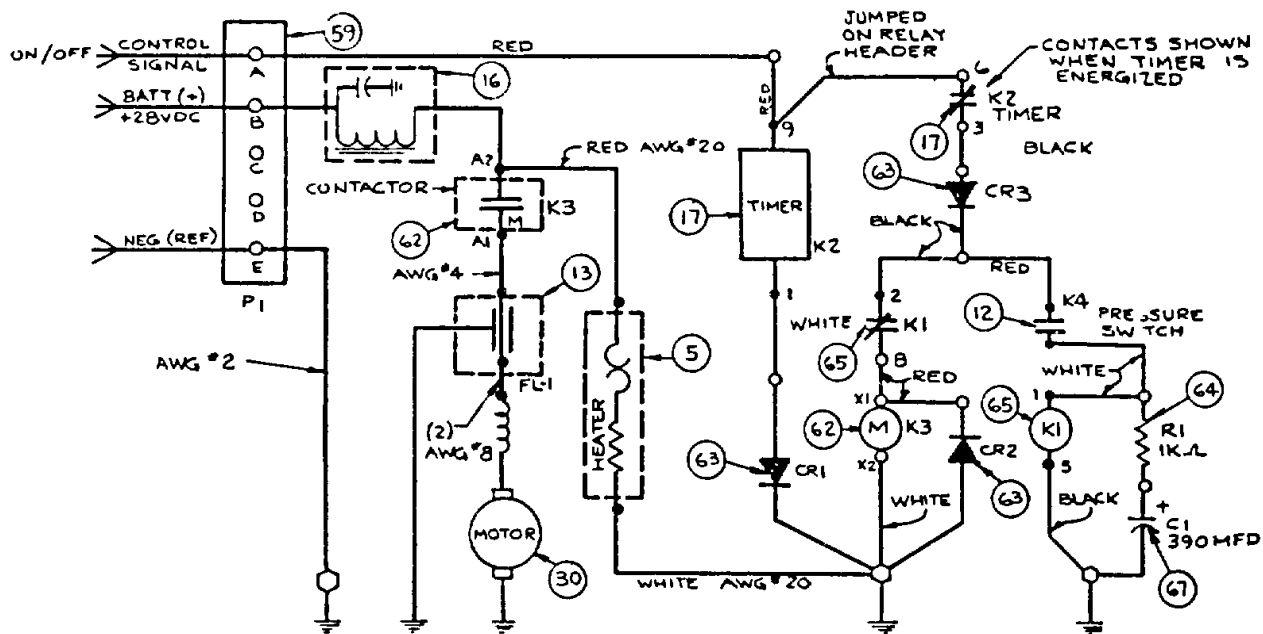 59
JUMPED
ON RELAY
HEADER
CONTACTS SHOWN
WHEN TIMER IS
ENERGIZED
ON/OFF
CONTROL
SIGNAL
A
RED
16
6
K2
TIMER
BATT (+)
+28VDC
B
RED
9
17
3
BLACK
C
A2
RED AWG #20
63
CR3
D
CONTACTOR
K3
M
TIMER
17
K2
BLACK
NEG (REF)
E
62
A1
RED
P1
AWG #4
13
1
2
K4
WHITE
K1
12
PRESSURE
SWITCH
65
8
5
AWG #2
FL-1
RED
WHITE
(2)
AWG #8
X1
1
64
HEATER
62
M
K3
65
K1
R1
1KΩ
63
CR1
X2
CR2
5
63
MOTOR
WHITE
BLACK
+
C1
390 MFD
30
WHITE AWG #20
67